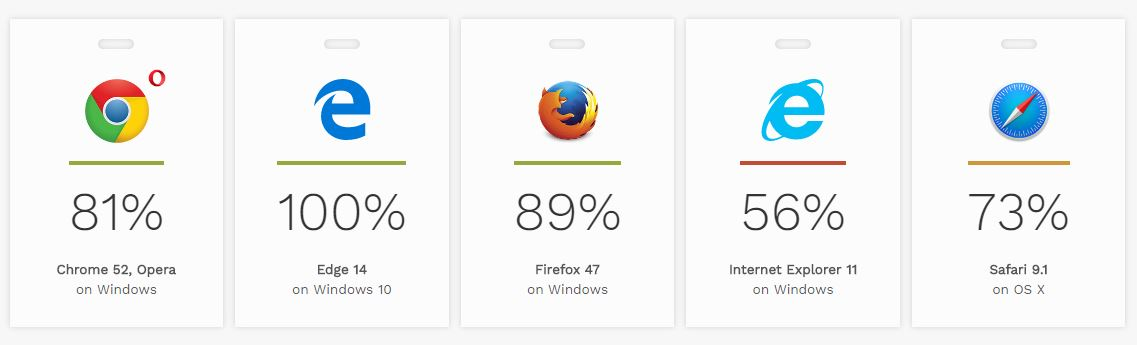 81%
Chrome 52, Opera
on Windows
100%
Edge 14
on Windows 10
89%
Firefox 47
on Windows
56%
Internet Explorer 11
on Windows
73%
Safari 9.1
on OS X